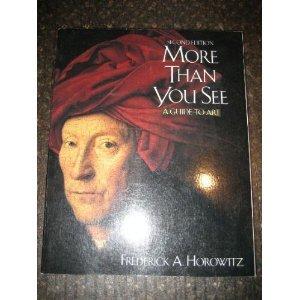 SECOND EDITION
MORE
THAN
YOU SEE
A GUIDE TO ART
FREDERICK A. HOROWITZ